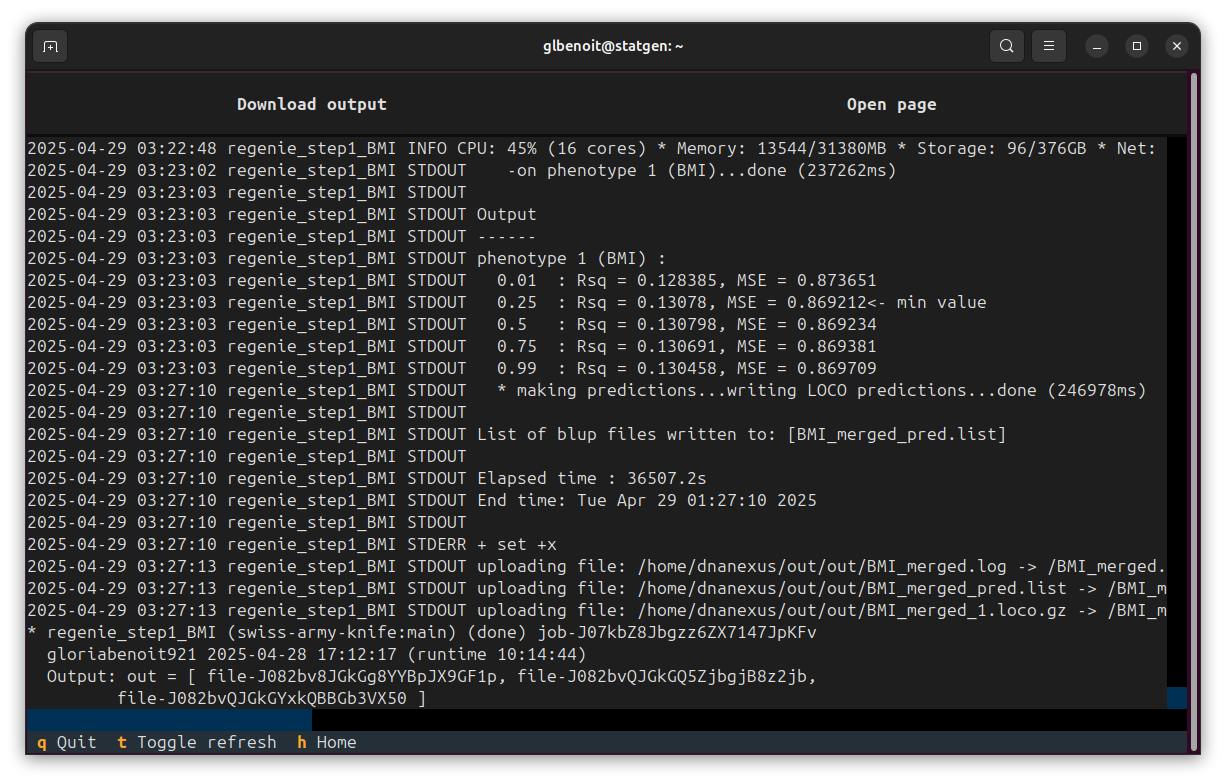 glbenoit@statgen: ~
Download output Open page
2025-04-29 03:22:48 regenie_step1_BMI INFO CPU: 45% (16 cores) * Memory: 13544/31380MB * Storage: 96/376GB * Net:
2025-04-29 03:23:02 regenie_step1_BMI STDOUT    -on phenotype 1 (BMI)...done (237262ms)
2025-04-29 03:23:03 regenie_step1_BMI STDOUT
2025-04-29 03:23:03 regenie_step1_BMI STDOUT Output
2025-04-29 03:23:03 regenie_step1_BMI STDOUT ------
2025-04-29 03:23:03 regenie_step1_BMI STDOUT phenotype 1 (BMI) :
2025-04-29 03:23:03 regenie_step1_BMI STDOUT   0.01  : Rsq = 0.128385, MSE = 0.873651
2025-04-29 03:23:03 regenie_step1_BMI STDOUT   0.25  : Rsq = 0.13078, MSE = 0.869212<- min value
2025-04-29 03:23:03 regenie_step1_BMI STDOUT   0.5   : Rsq = 0.130798, MSE = 0.869234
2025-04-29 03:23:03 regenie_step1_BMI STDOUT   0.75  : Rsq = 0.130691, MSE = 0.869381
2025-04-29 03:23:03 regenie_step1_BMI STDOUT   0.99  : Rsq = 0.130458, MSE = 0.869709
2025-04-29 03:27:10 regenie_step1_BMI STDOUT   * making predictions...writing LOCO predictions...done (246978ms)
2025-04-29 03:27:10 regenie_step1_BMI STDOUT
2025-04-29 03:27:10 regenie_step1_BMI STDOUT List of blup files written to: [BMI_merged_pred.list]
2025-04-29 03:27:10 regenie_step1_BMI STDOUT
2025-04-29 03:27:10 regenie_step1_BMI STDOUT Elapsed time : 36507.2s
2025-04-29 03:27:10 regenie_step1_BMI STDOUT End time: Tue Apr 29 01:27:10 2025
2025-04-29 03:27:10 regenie_step1_BMI STDOUT
2025-04-29 03:27:10 regenie_step1_BMI STDERR + set +x
2025-04-29 03:27:13 regenie_step1_BMI STDOUT uploading file: /home/dnanexus/out/out/BMI_merged.log -> /BMI_merged.
2025-04-29 03:27:13 regenie_step1_BMI STDOUT uploading file: /home/dnanexus/out/out/BMI_merged_pred.list -> /BMI_m
2025-04-29 03:27:13 regenie_step1_BMI STDOUT uploading file: /home/dnanexus/out/out/BMI_merged_1.loco.gz -> /BMI_m
* regenie_step1_BMI (swiss-army-knife:main) (done) job-J07kbZ8Jbgzz6ZX7147JpKFv
  gloriabenoit921 2025-04-28 17:12:17 (runtime 10:14:44)
  Output: out = [ file-J082bv8JGkGg8YYBpJX9GF1p, file-J082bvQJGkGQ5ZjbgjB8z2jb,
         file-J082bvQJGkGYxkQBBGb3VX50 ]
q Quit  t Toggle refresh  h Home